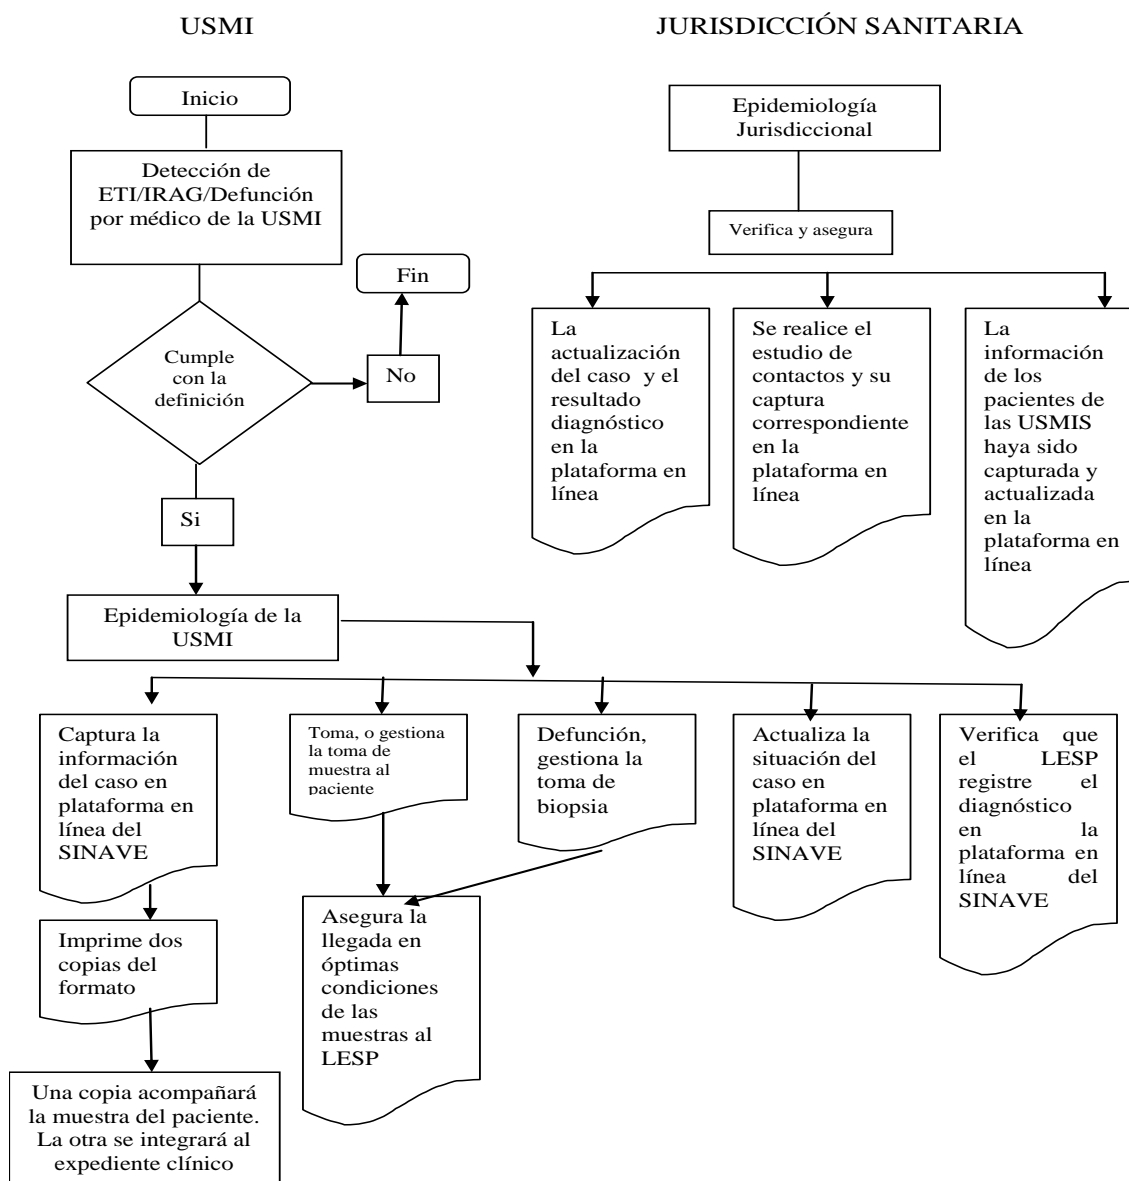 USMI
JURISDICCIÓN SANITARIA
Inicio
Detección de
ETI/IRAG/Defunción
por médico de la USMI
Cumple
con la
definición
No
Fin
Si
Epidemiología de la
USMI
Captura la
información
del caso en
plataforma en
línea del
SINAVE
Imprime dos
copias del
formato
Una copia acompañará
la muestra del paciente.
La otra se integrará al
expediente clínico
Toma, o gestiona
la toma de
muestra al
paciente
Defunción,
gestiona la
toma de
biopsia
Asegura la
llegada en
óptimas
condiciones
de las
muestras al
LESP
Actualiza la
situación del
caso en
plataforma en
línea del
SINAVE
Verifica que
el LESP
registre el
diagnóstico
en la
plataforma en
línea del
SINAVE
Epidemiología
Jurisdiccional
Verifica y asegura
La
actualización
del caso y el
resultado
diagnóstico
en la
plataforma en
línea
Se realice el
estudio de
contactos y su
captura
correspondiente
en la
plataforma en
línea
La
información
de los
pacientes de
las USMIS
haya sido
capturada y
actualizada
en la
plataforma en
línea